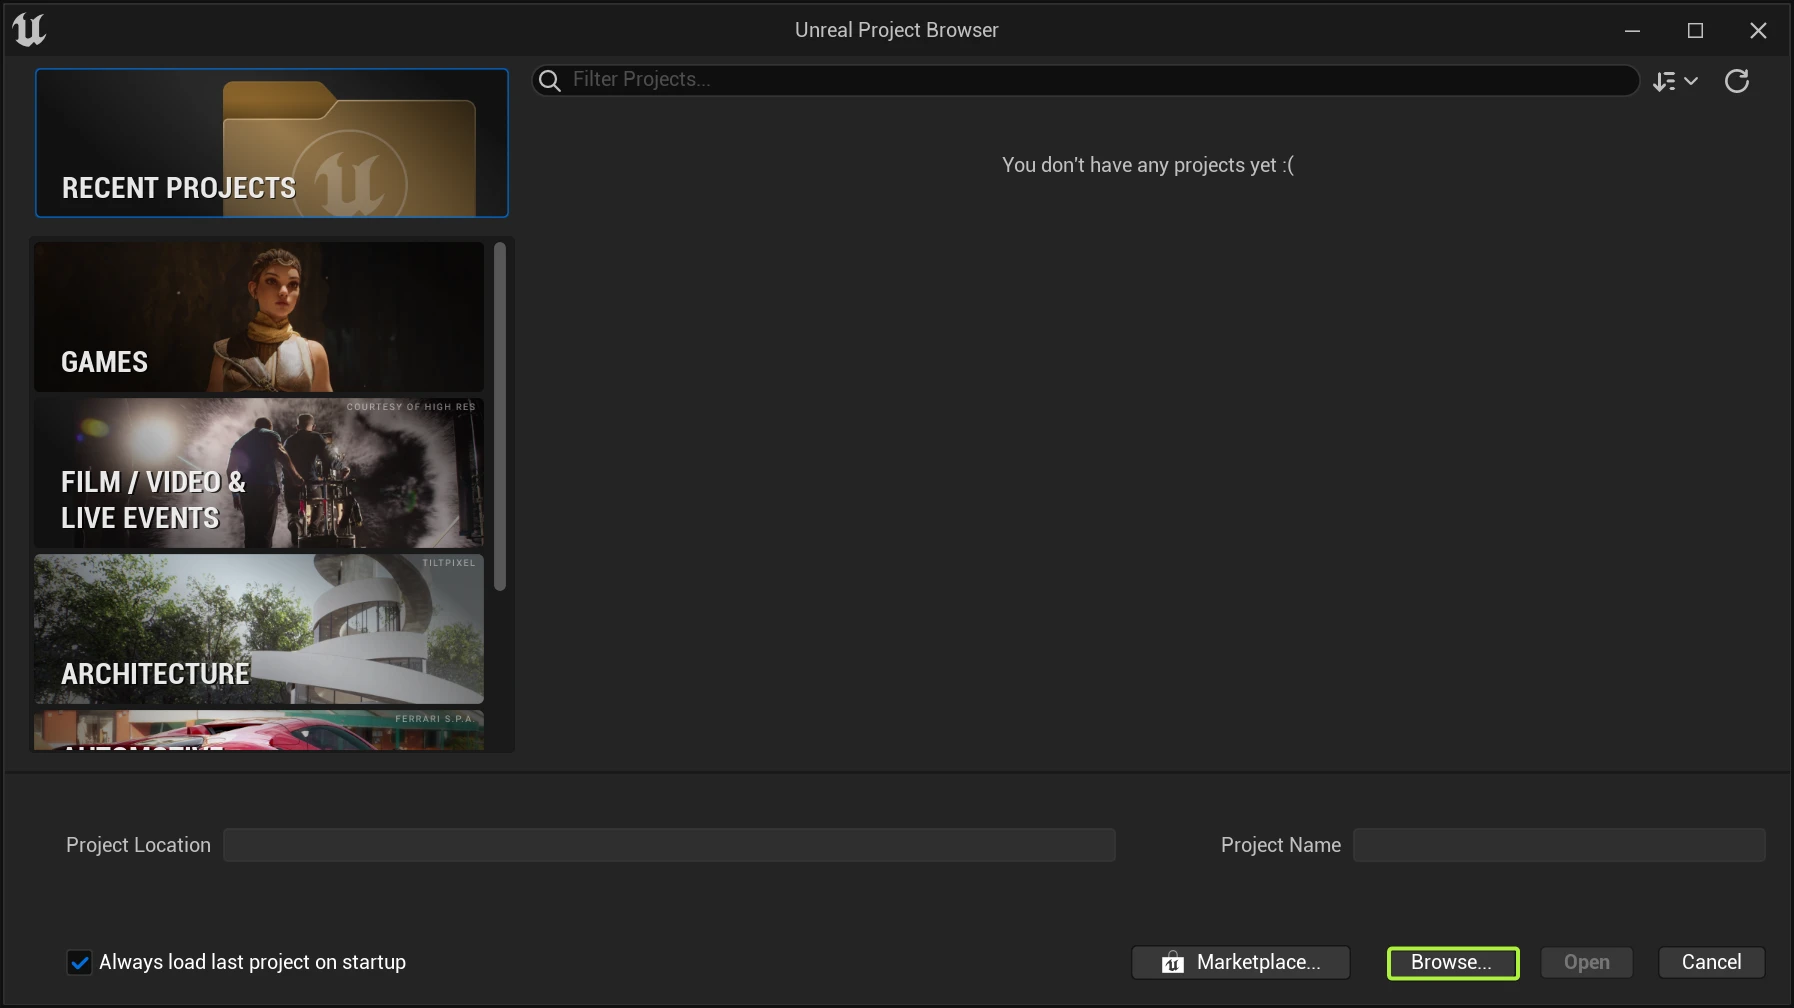 Unreal Project Browser
RECENT PROJECTS
Filter Projects...
You don't have any projects yet :(
GAMES
COURTESY OF HIGH RES
FILM / VIDEO &
LIVE EVENTS
TILTPIXEL
ARCHITECTURE
FERRARI S.P.A.
AUTOMOTIVE
Project Location
Project Name
Always load last project on startup
Marketplace...
Browse...
Open
Cancel